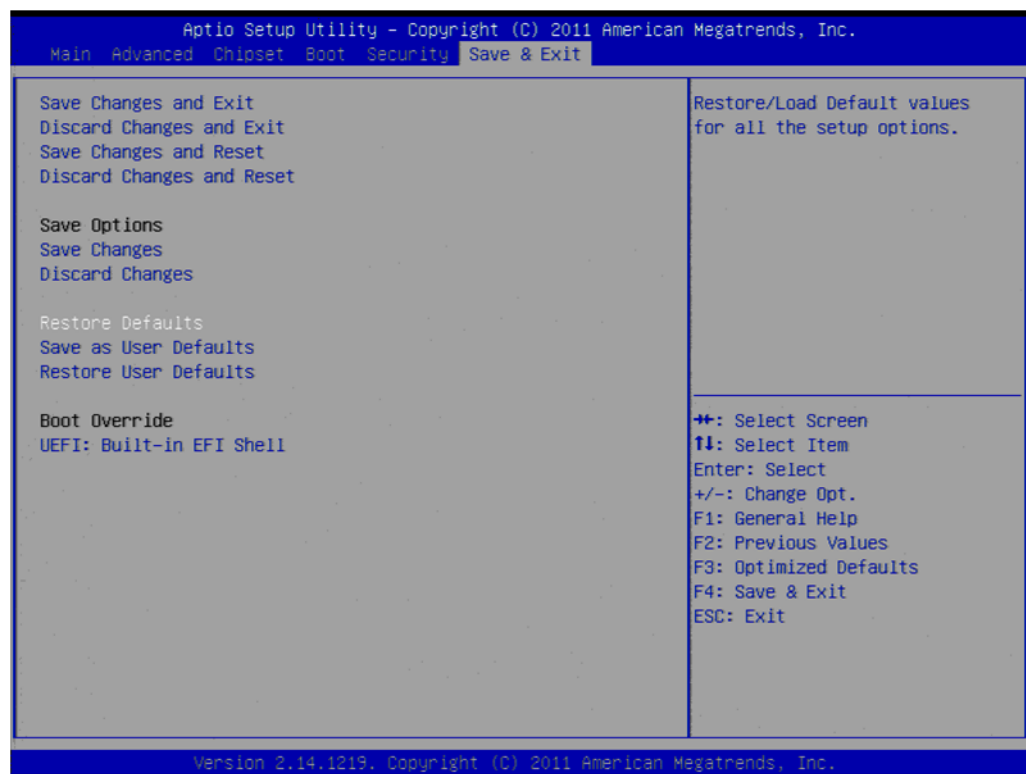 Aptio Setup Utility – Copyright (C) 2011 American Megatrends, Inc.
Main Advanced Chipset Boot Security Save & Exit
Save Changes and Exit
Discard Changes and Exit
Save Changes and Reset
Discard Changes and Reset
Save Options
Save Changes
Discard Changes
Restore Defaults
Save as User Defaults
Restore User Defaults
Boot Override
UEFI: Built-in EFI Shell
Restore/Load Default values
for all the setup options.
→←: Select Screen
↑↓: Select Item
Enter: Select
+/-: Change Opt.
F1: General Help
F2: Previous Values
F3: Optimized Defaults
F4: Save & Exit
ESC: Exit
Version 2.14.1219. Copyright (C) 2011 American Megatrends, Inc.